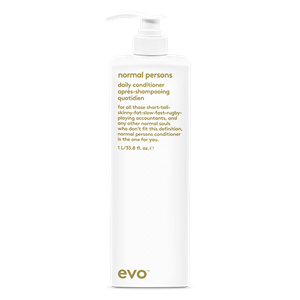 normal persons
daily conditioner
après-shampooing
quotidien
for all those short-tall-
skinny-fat-slow-fast-rugby-
playing accountants, and
any other normal souls
who don't fit this definition,
normal persons conditioner
is the one for you.
1 L/33.8 fl. oz.℮
evo™